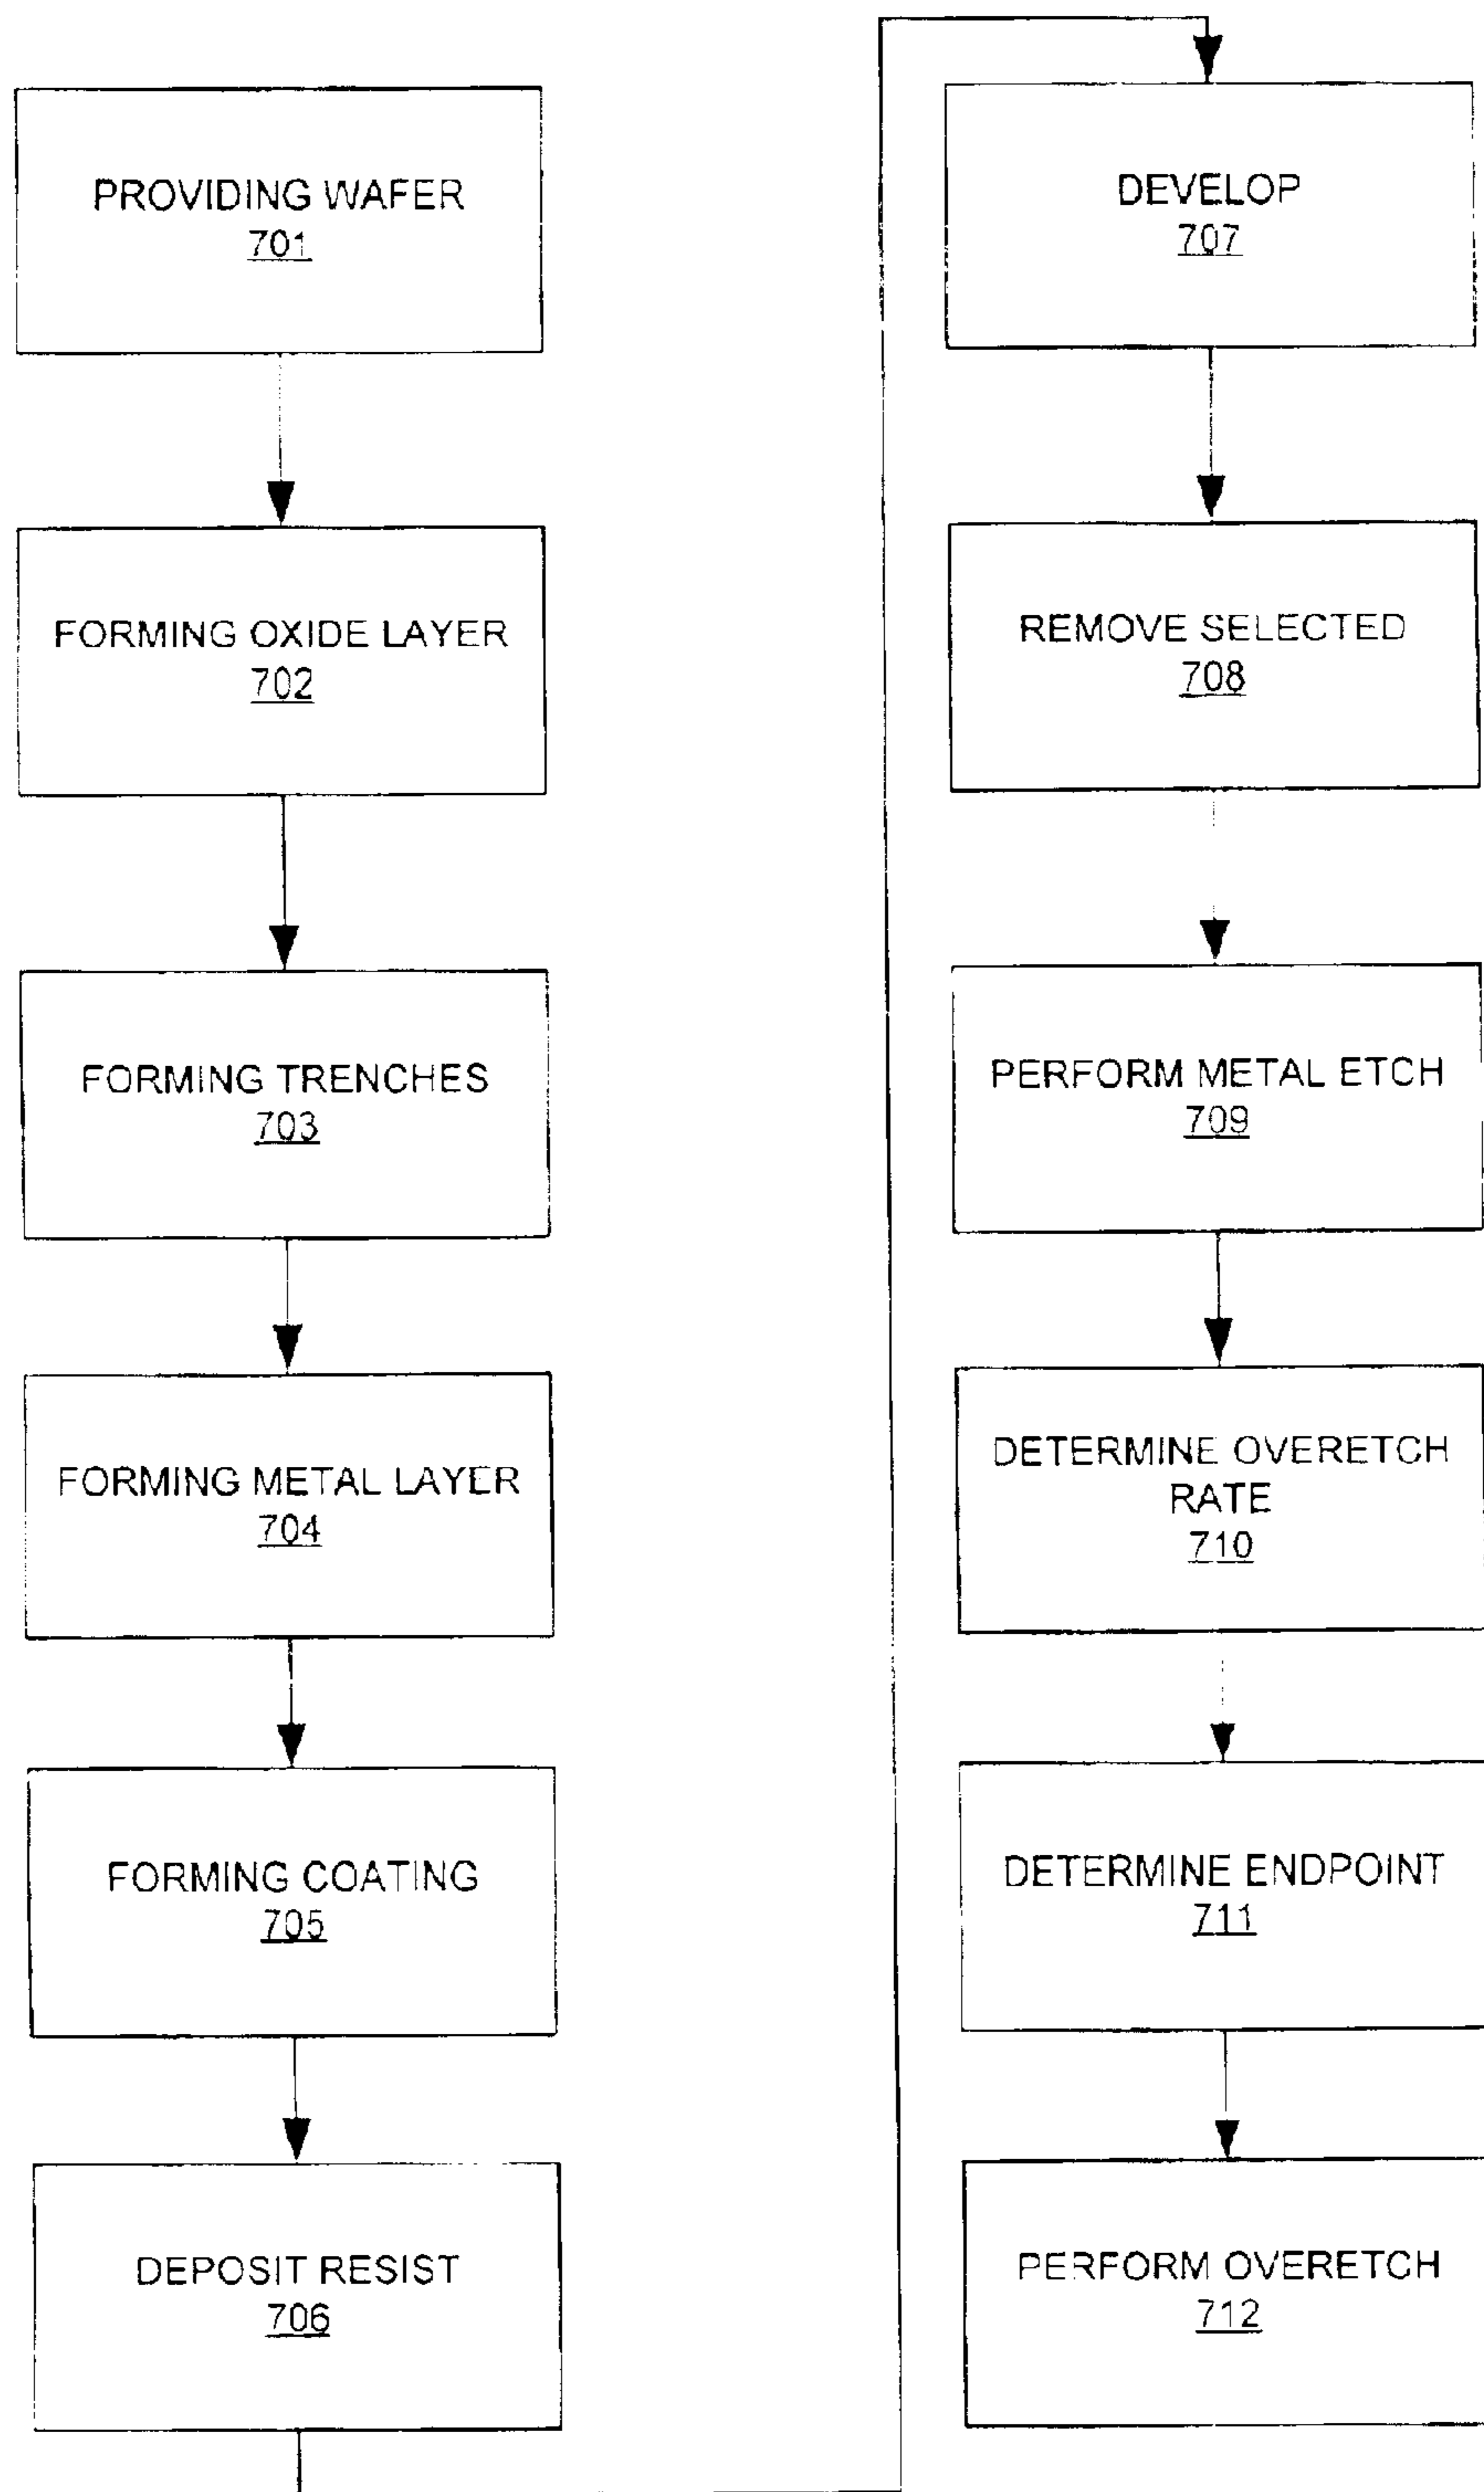 PROVIDING WAFER
701
FORMING OXIDE LAYER
702
FORMING TRENCHES
703
FORMING METAL LAYER
704
FORMING COATING
705
DEPOSIT RESIST
706
DEVELOP
707
REMOVE SELECTED
708
PERFORM METAL ETCH
709
DETERMINE OVERETCH
RATE
710
DETERMINE ENDPOINT
711
PERFORM OVERETCH
712